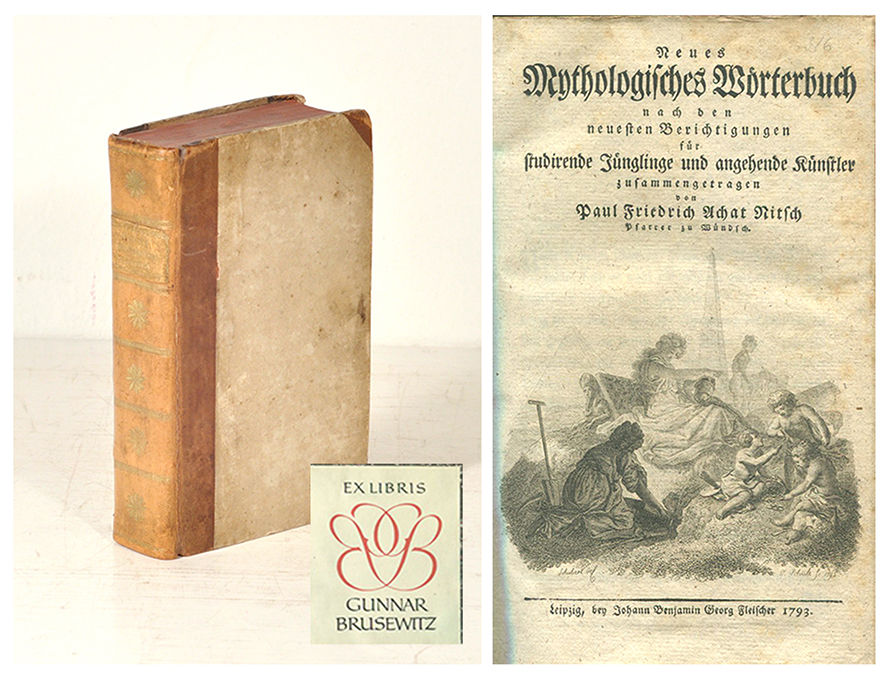 EX LIBRIS
GUNNAR
BRUSEWITZ
Neues
Mythologiſches Wörterbuch
nach den
neueſten Berichtigungen
für
ſtudirende Jünglinge und angehende Künſtler
zuſammengetragen
von
Paul Friedrich Achat Nitſch
Pfarrer zu Wündſch.
Leipzig, bey Johann Benjamin Georg Fleiſcher 1793.